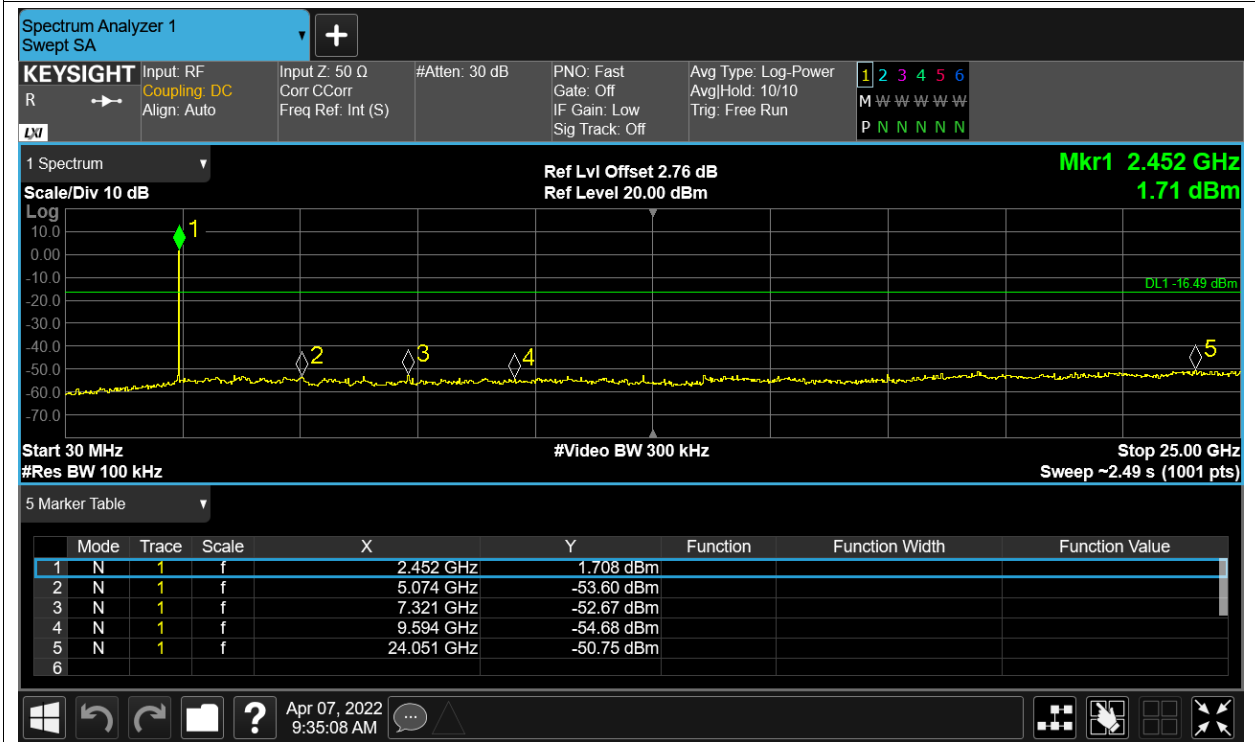 Spectrum Analyzer 1
Swept SA
+
KEYSIGHT
R
LXI
Input: RF
Coupling: DC
Align: Auto
Input Z: 50 Ω
Corr CCorr
Freq Ref: Int (S)
#Atten: 30 dB
PNO: Fast
Gate: Off
IF Gain: Low
Sig Track: Off
Avg Type: Log-Power
Avg|Hold: 10/10
Trig: Free Run
1 2 3 4 5 6
M W W W W W
P N N N N N
1 Spectrum
Scale/Div 10 dB
Ref Lvl Offset 2.76 dB
Ref Level 20.00 dBm
Mkr1 2.452 GHz
1.71 dBm
Log
10.0
0.00
-10.0
-20.0
-30.0
-40.0
-50.0
-60.0
-70.0
1
2
3
4
5
DL1 -16.49 dBm
Start 30 MHz
#Res BW 100 kHz
#Video BW 300 kHz
Stop 25.00 GHz
Sweep ~2.49 s (1001 pts)
5 Marker Table
Mode Trace Scale X Y Function Function Width Function Value
1 N 1 f 2.452 GHz 1.708 dBm
2 N 1 f 5.074 GHz -53.60 dBm
3 N 1 f 7.321 GHz -52.67 dBm
4 N 1 f 9.594 GHz -54.68 dBm
5 N 1 f 24.051 GHz -50.75 dBm
6
?
Apr 07, 2022
9:35:08 AM